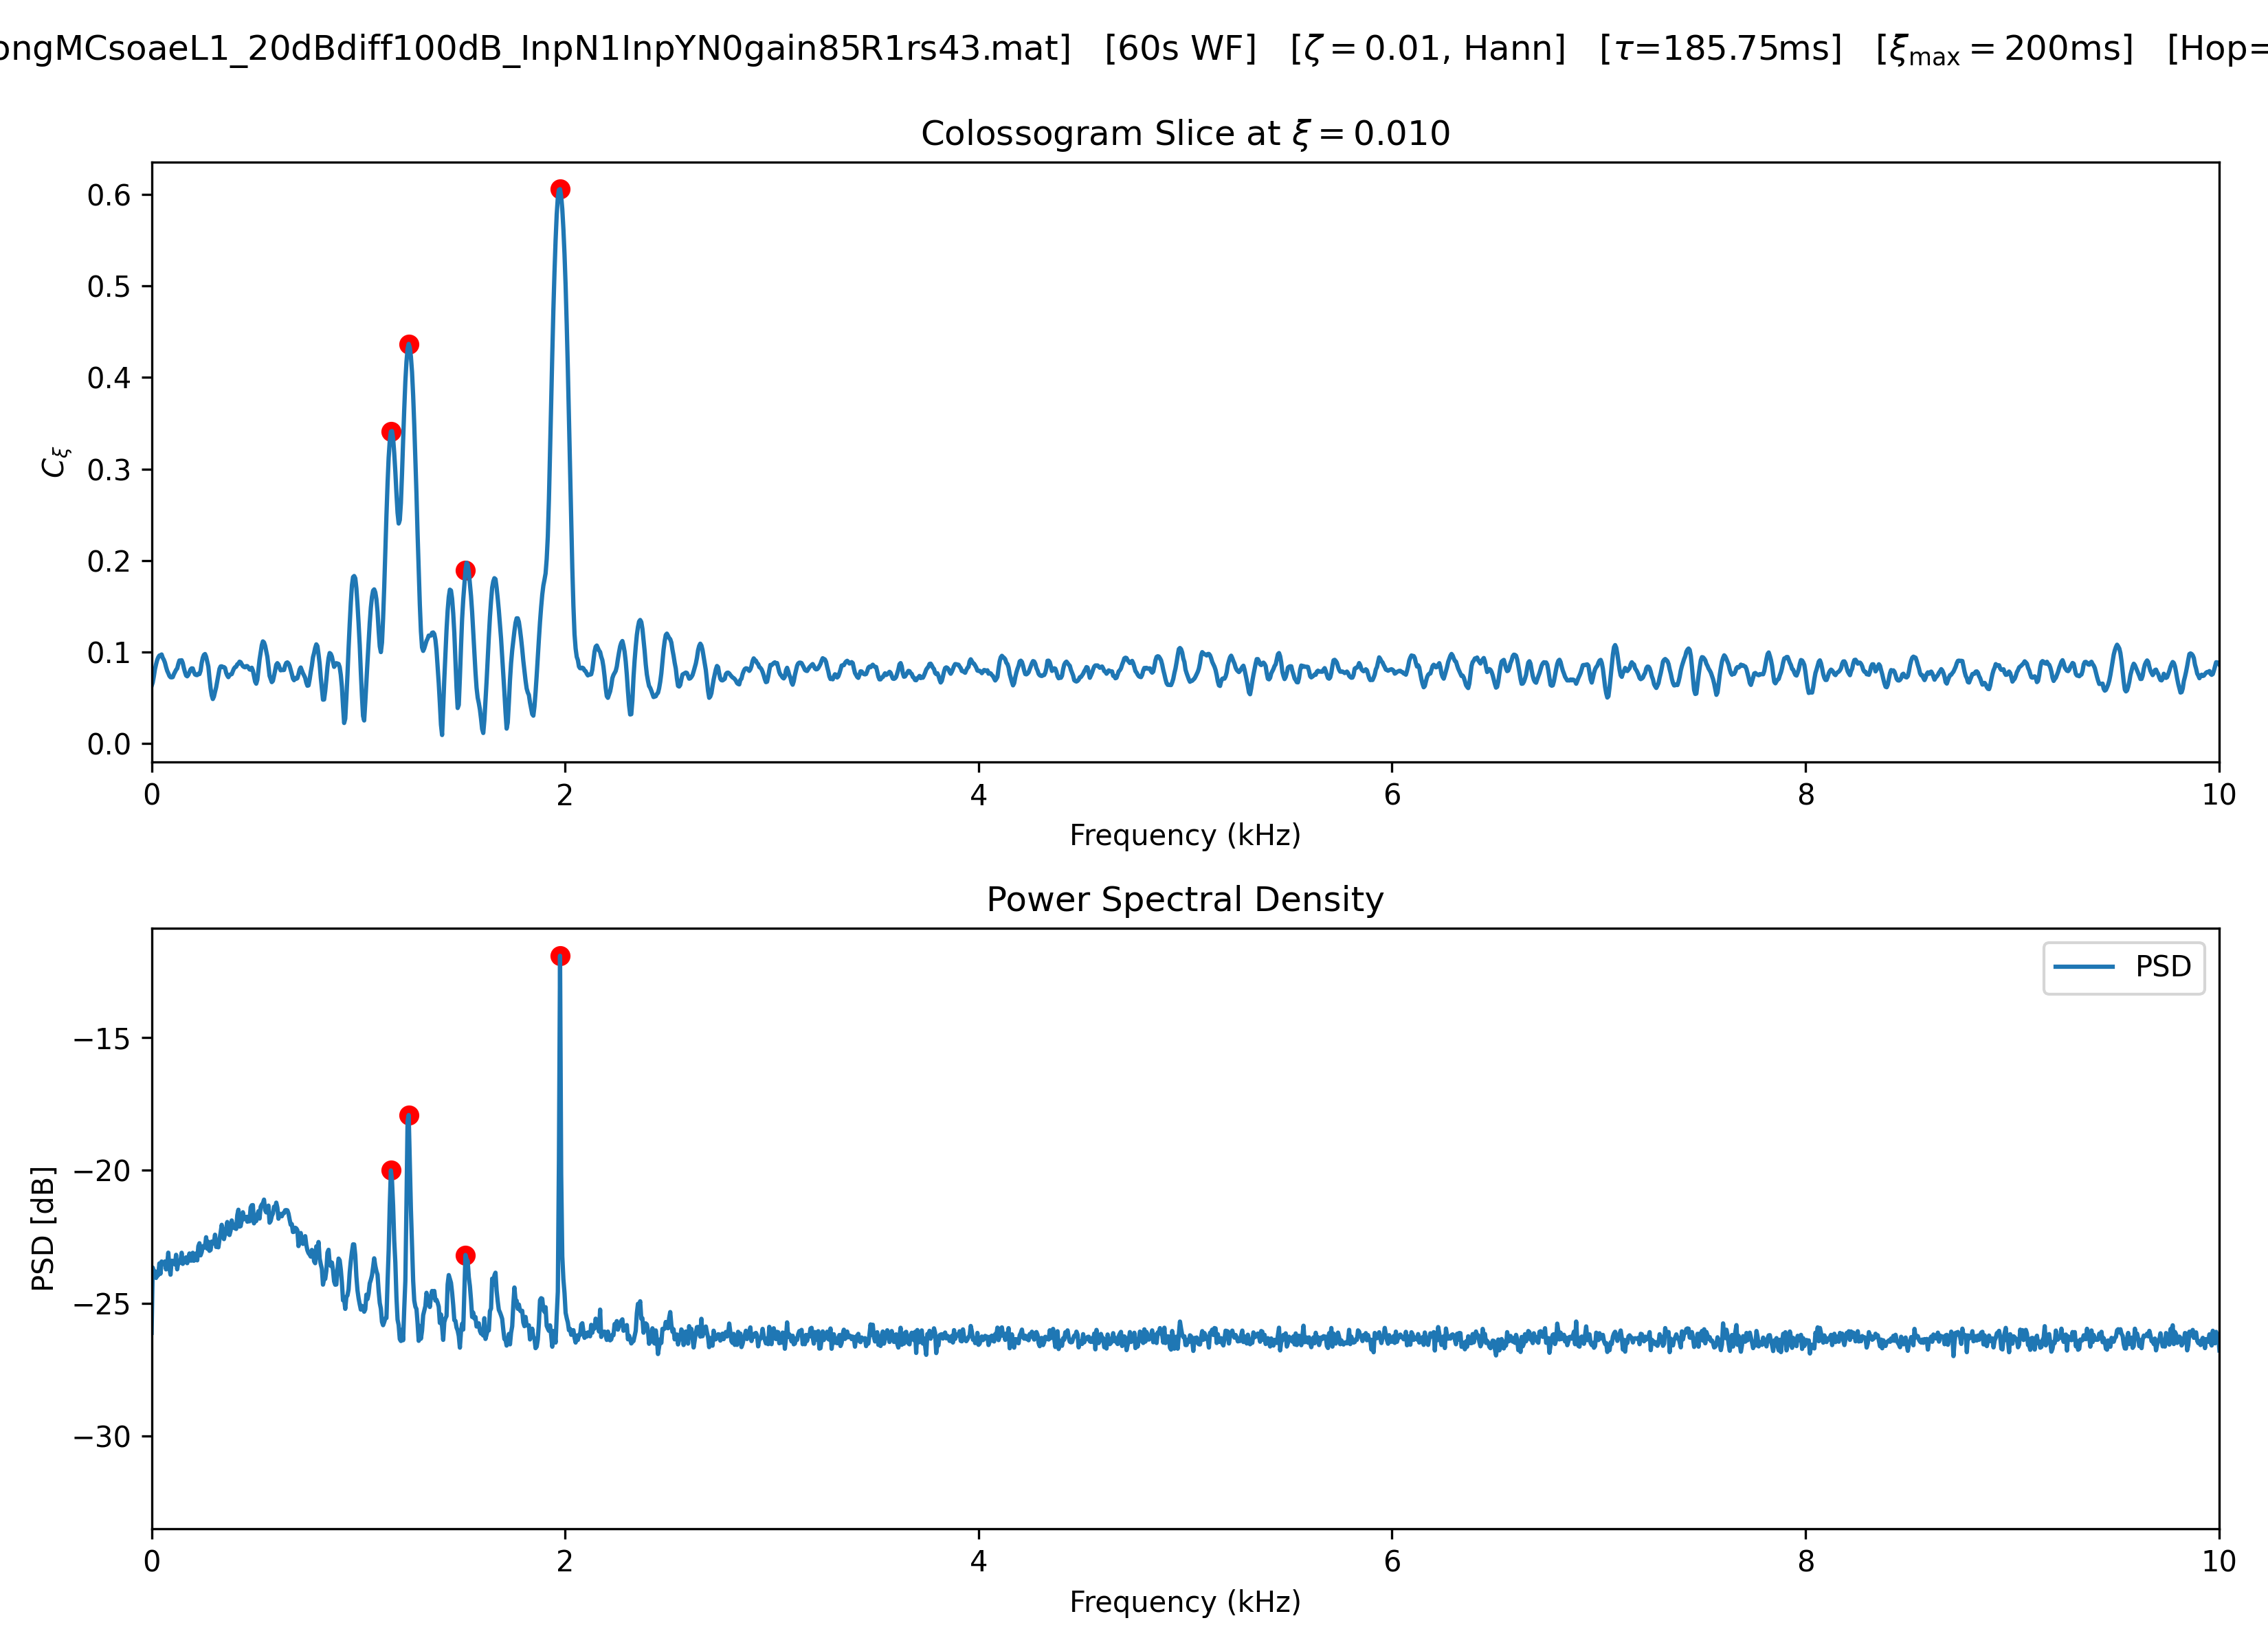 ongMCsoaeL1_20dBdiff100dB_InpN1InpYN0gain85R1rs43.mat] [60s WF] [ζ = 0.01, Hann] [τ=185.75ms] [ξmax = 200ms] [Hop=
Colossogram Slice at ξ = 0.010
0.6
0.5
0.4
0.3
0.2
0.1
0.0
Cξ
0 2 4 6 8 10
Frequency (kHz)
Power Spectral Density
PSD
−15
−20
−25
−30
PSD [dB]
0 2 4 6 8 10
Frequency (kHz)